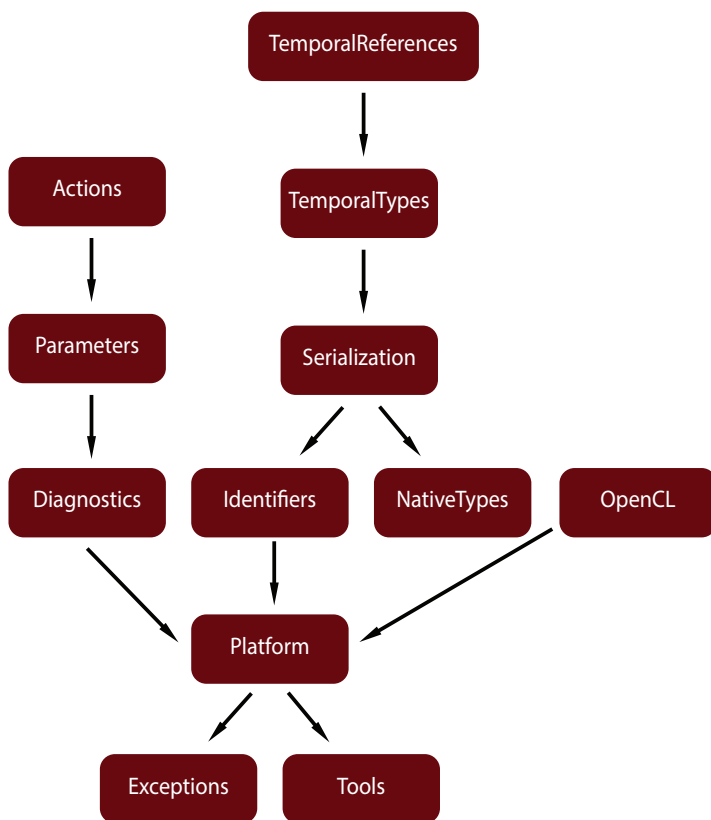 TemporalReferences
Actions
TemporalTypes
Parameters
Serialization
Diagnostics
Identifiers
NativeTypes
OpenCL
Platform
Exceptions
Tools